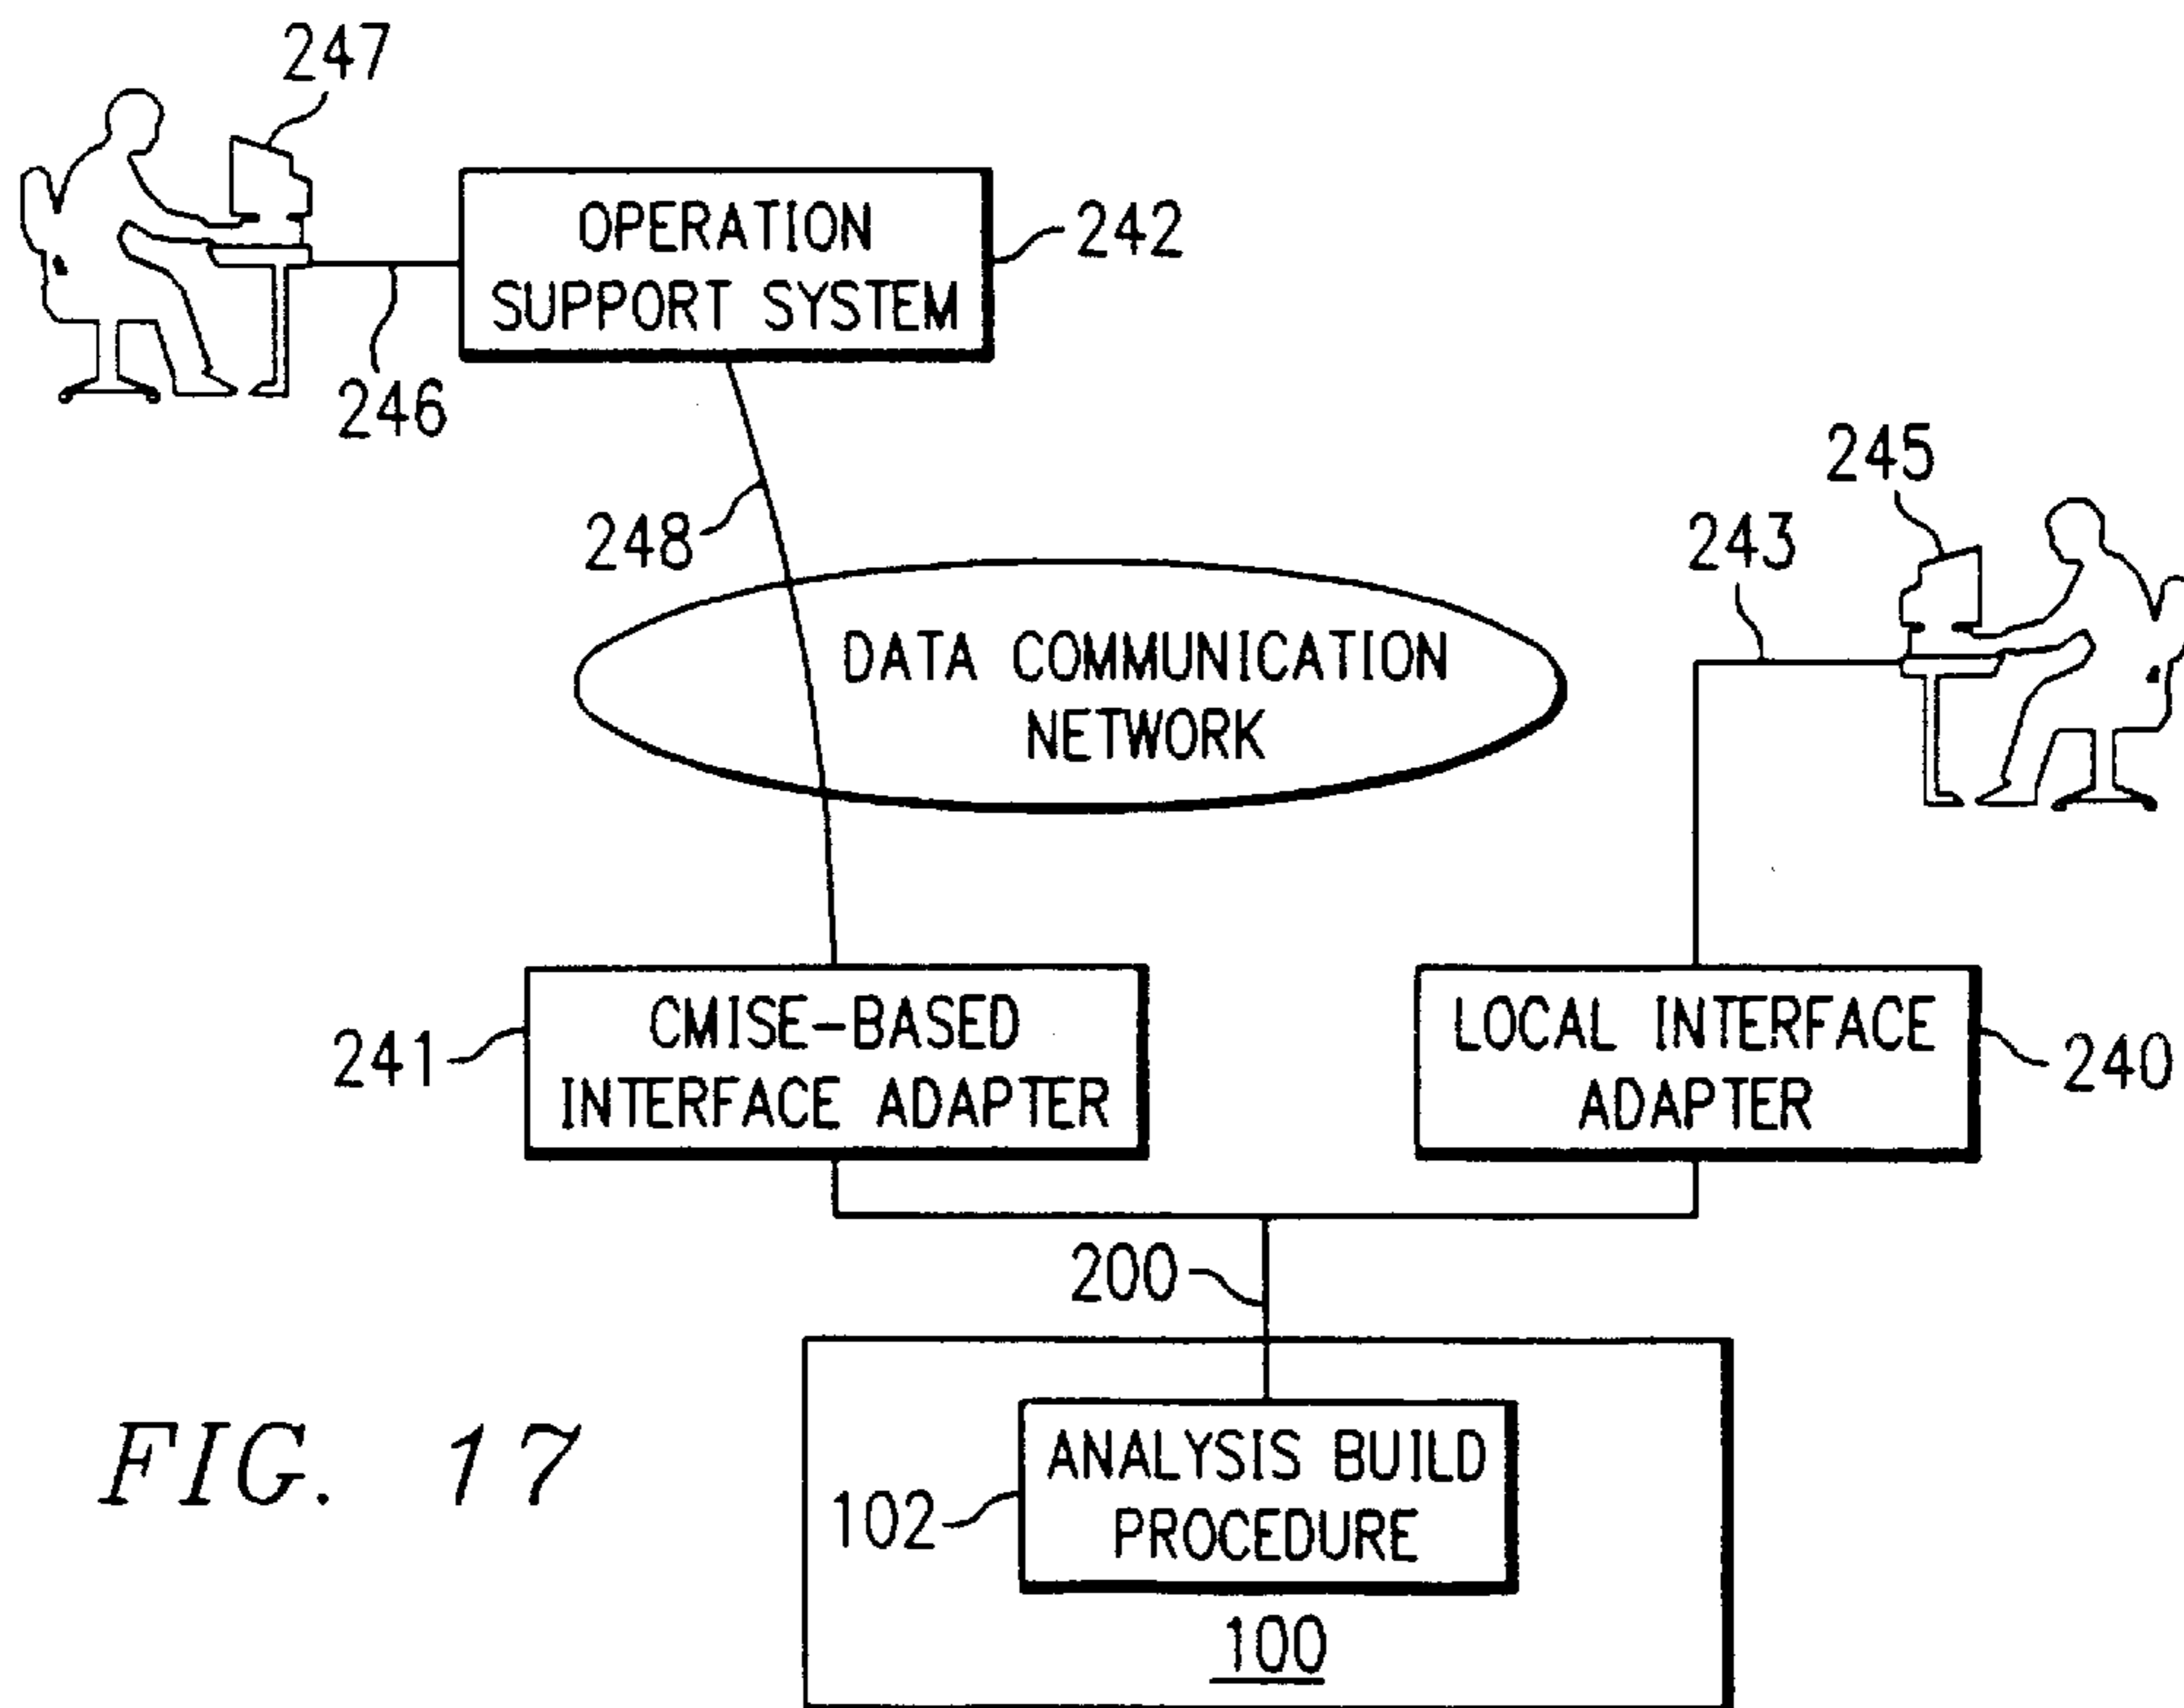 247
OPERATION
SUPPORT SYSTEM
242
246
245
248
243
DATA COMMUNICATION
NETWORK
241
CMISE-BASED
INTERFACE ADAPTER
LOCAL INTERFACE
ADAPTER
240
200
FIG. 17
102
ANALYSIS BUILD
PROCEDURE
100